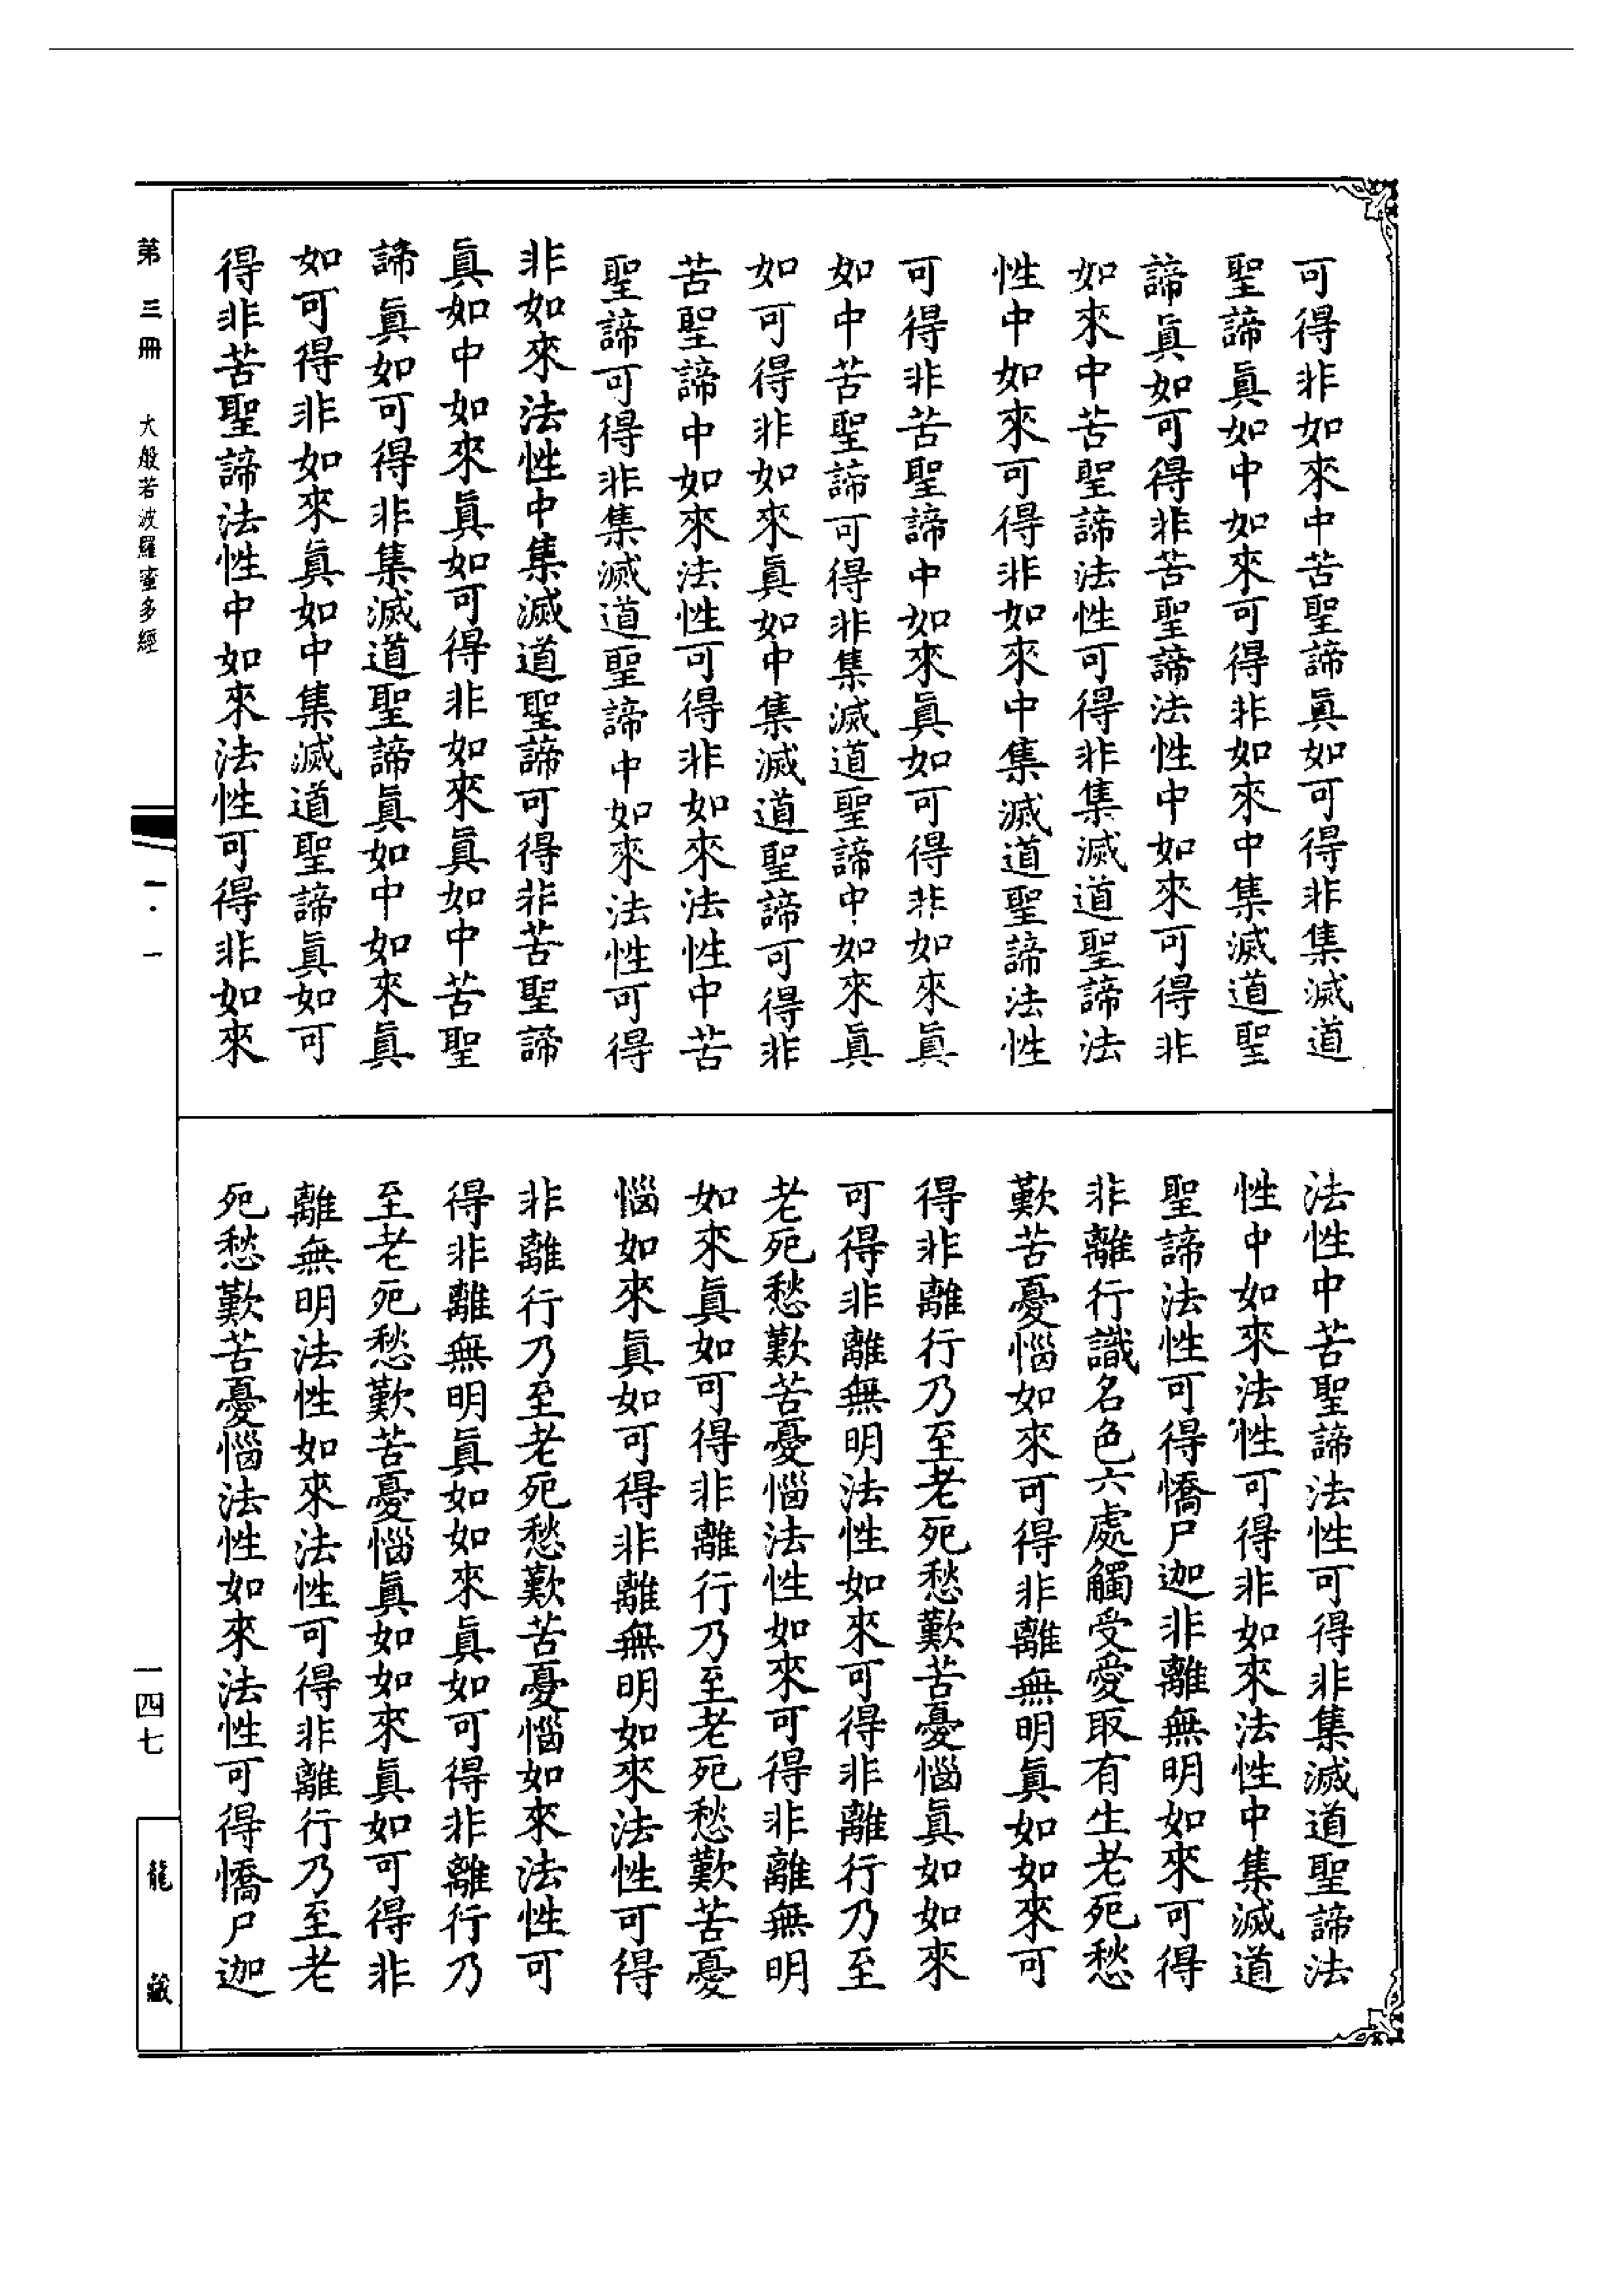 可得非如來中苦聖諦眞如可得非集滅道
聖諦眞如中如來可得非如來中集滅道聖
諦眞如可得非苦聖諦法性中如來可得非
如來中苦聖諦法性可得非集滅道聖諦法
性中如來可得非如來中集滅道聖諦法性
可得非苦聖諦中如來眞如可得非如來眞
如中苦聖諦可得非集滅道聖諦中如來眞
如可得非如來眞如中集滅道聖諦可得非
苦聖諦中如來法性可得非如來法性中苦
聖諦可得非集滅道聖諦中如來法性可得
非如來法性中集滅道聖諦可得非苦聖諦
眞如中如來眞如可得非如來眞如中苦聖
諦眞如可得非集滅道聖諦眞如中如來眞
如可得非如來眞如中集滅道聖諦眞如可
得非苦聖諦法性中如來法性可得非如來
法性中苦聖諦法性可得非集滅道聖諦法
性中如來法性可得非如來法性中集滅道
聖諦法性可得憍尸迦非離無明如來可得
非離行識名色六處觸受愛取有生老死愁
歎苦憂惱如來可得非離無明眞如如來可
得非離行乃至老死愁歎苦憂惱眞如如來
可得非離無明法性如來可得非離行乃至
老死愁歎苦憂惱法性如來可得非離無明
如來眞如可得非離行乃至老死愁歎苦憂
惱如來眞如可得非離無明如來法性可得
非離行乃至老死愁歎苦憂惱如來法性可
得非離無明眞如如來眞如可得非離行乃
至老死愁歎苦憂惱眞如如來眞如可得非
離無明法性如來法性可得非離行乃至老
死愁歎苦憂惱法性如來法性可得憍尸迦
第三冊 大般若波羅蜜多經 一·一 一四七
龍藏